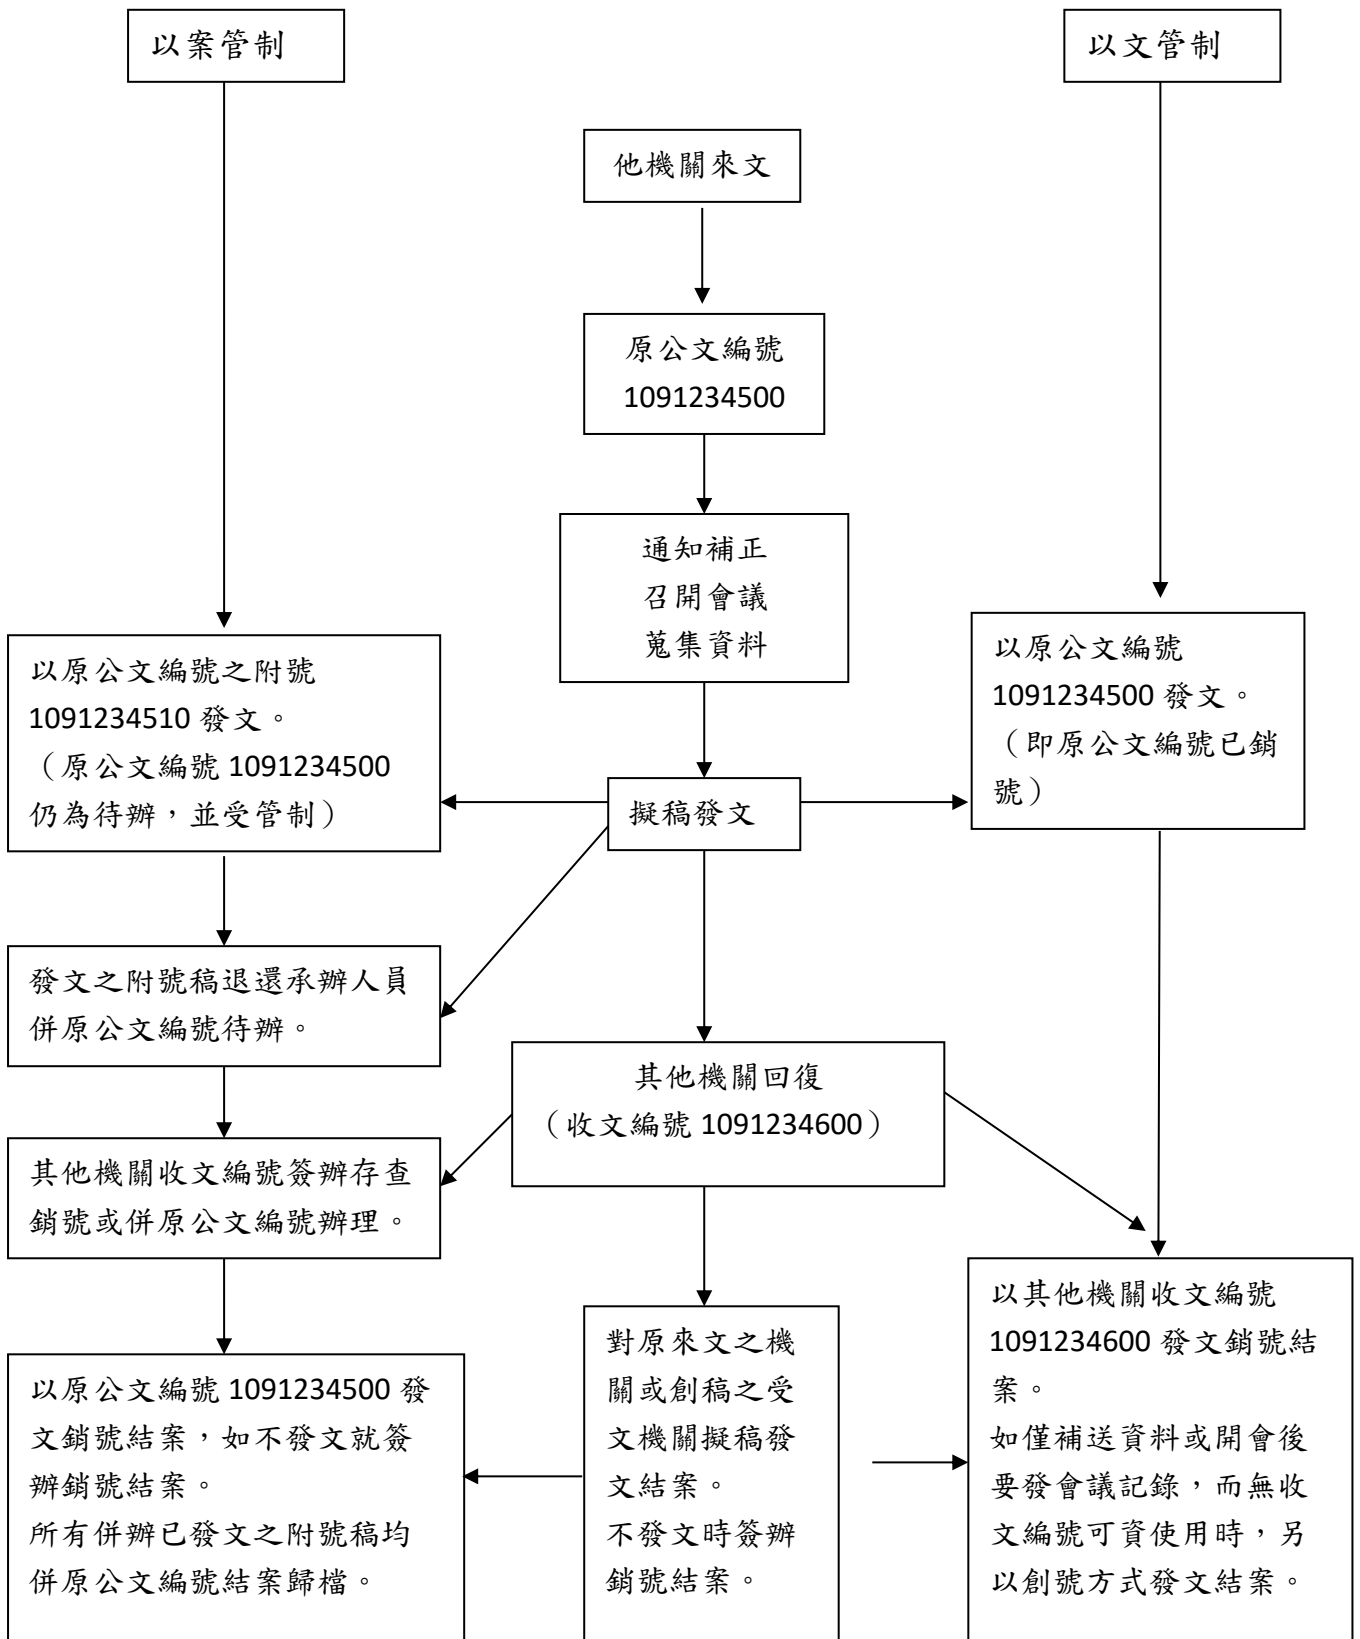 以案管制
以文管制
他機關來文
原公文編號
1091234500
通知補正
召開會議
蒐集資料
以原公文編號之附號
1091234510 發文。
（原公文編號 1091234500
仍為待辦，並受管制）
擬稿發文
以原公文編號
1091234500 發文。
（即原公文編號已銷
號）
發文之附號稿退還承辦人員
併原公文編號待辦。
其他機關回復
（收文編號 1091234600）
其他機關收文編號簽辦存查
銷號或併原公文編號辦理。
以原公文編號 1091234500 發
文銷號結案，如不發文就簽
辦銷號結案。
所有併辦已發文之附號稿均
併原公文編號結案歸檔。
對原來文之機
關或創稿之受
文機關擬稿發
文結案。
不發文時簽辦
銷號結案。
以其他機關收文編號
1091234600 發文銷號結
案。
如僅補送資料或開會後
要發會議記錄，而無收
文編號可資使用時，另
以創號方式發文結案。